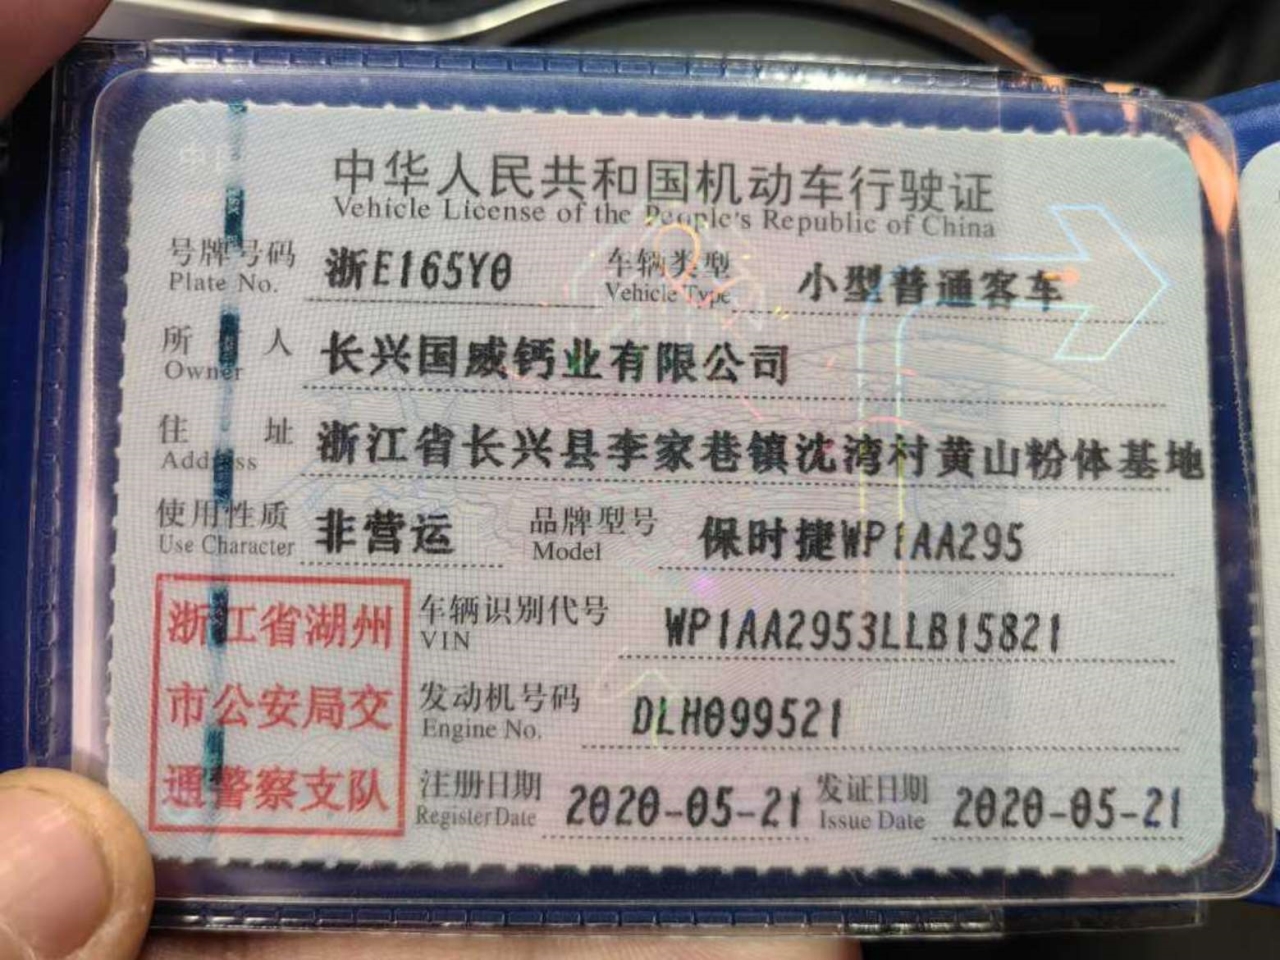 中华人民共和国机动车行驶证
Vehicle License of the People's Republic of China
号牌号码 浙E165Y0 车辆类型 小型普通客车
Plate No. Vehicle Type
所 人 长兴国威钙业有限公司
Owner
住 址 浙江省长兴县李家巷镇沈湾村黄山粉体基地
Address
使用性质 非营运 品牌型号 保时捷WP1AA295
Use Character Model
浙江省湖州
市公安局交
通警察支队
车辆识别代号 WP1AA2953LLB15821
VIN
发动机号码 DLH099521
Engine No.
注册日期 2020-05-21 发证日期 2020-05-21
Register Date Issue Date